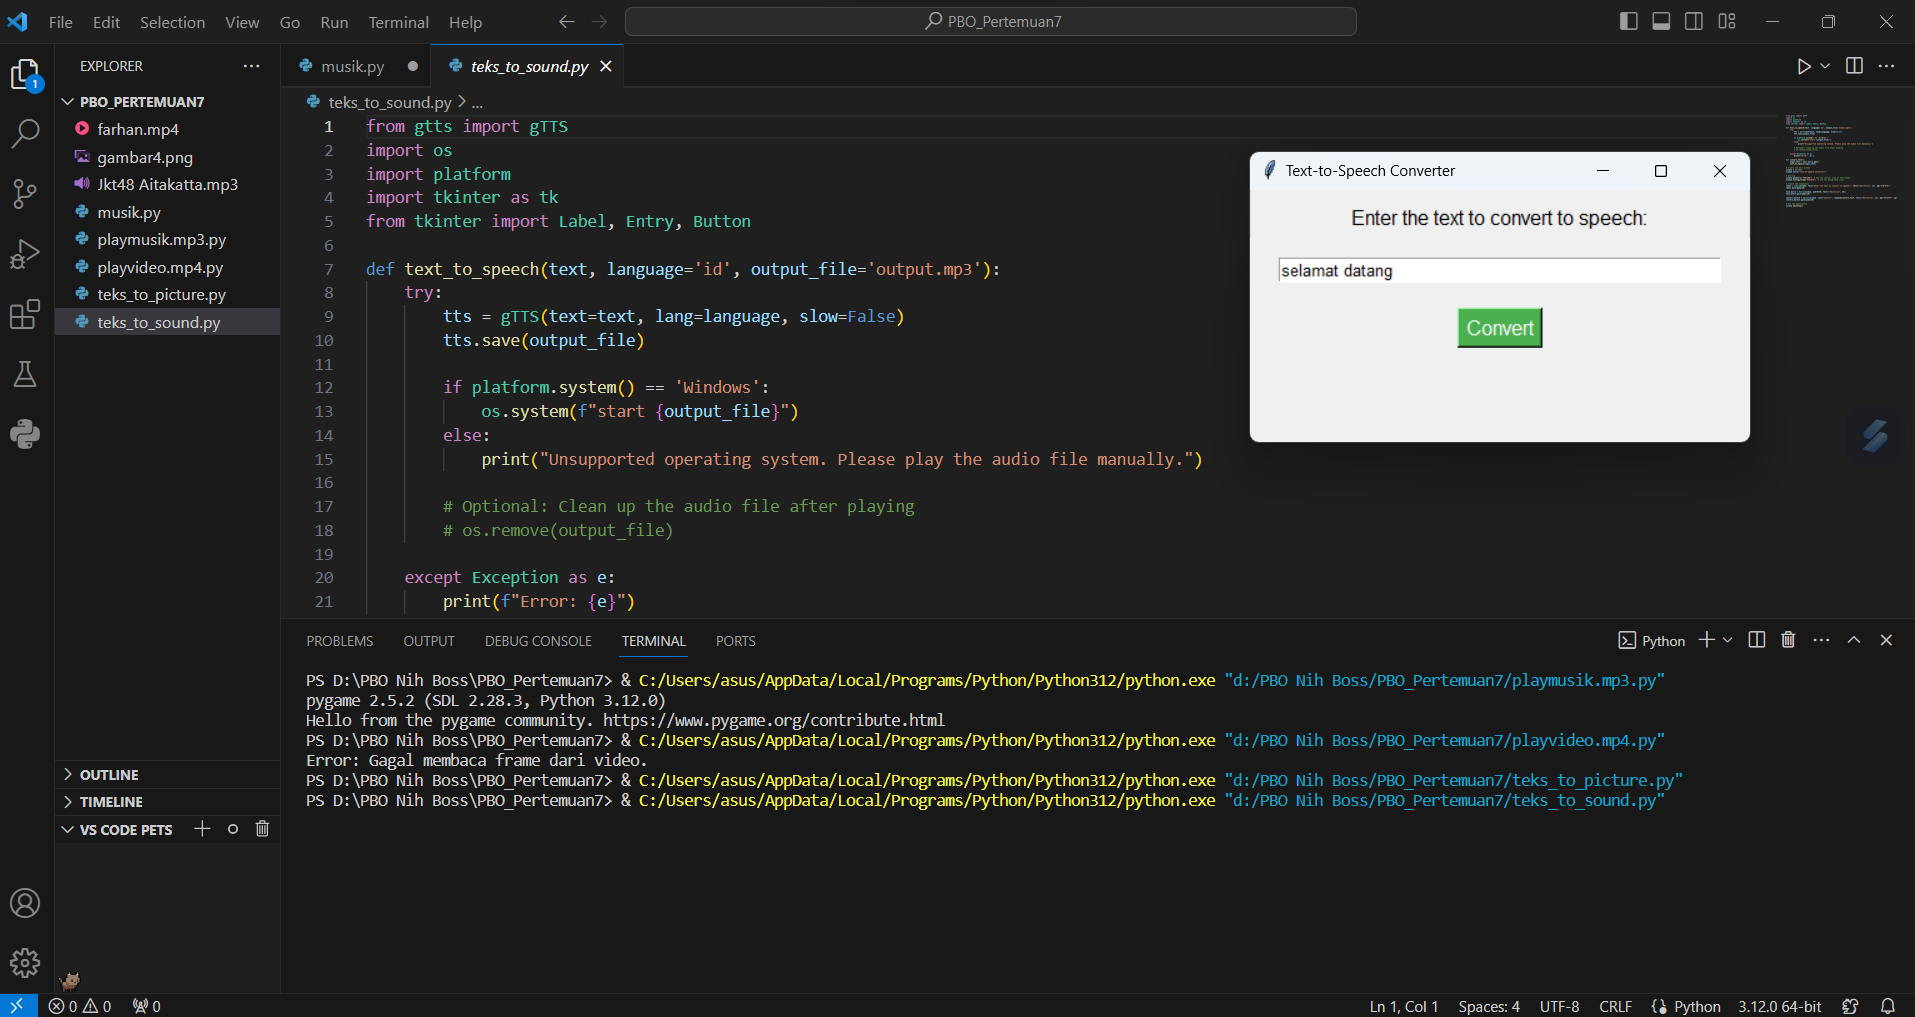 File Edit Selection View Go Run Terminal Help
PBO_Pertemuan7
EXPLORER
1
PBO_PERTEMUAN7
farhan.mp4
gambar4.png
Jkt48 Aitakatta.mp3
musik.py
playmusik.mp3.py
playvideo.mp4.py
teks_to_picture.py
teks_to_sound.py
OUTLINE
TIMELINE
VS CODE PETS
musik.py
teks_to_sound.py
teks_to_sound.py > ...
1 from gtts import gTTS
2 import os
3 import platform
4 import tkinter as tk
5 from tkinter import Label, Entry, Button
6
7 def text_to_speech(text, language='id', output_file='output.mp3'):
8 try:
9 tts = gTTS(text=text, lang=language, slow=False)
10 tts.save(output_file)
11
12 if platform.system() == 'Windows':
13 os.system(f"start {output_file}")
14 else:
15 print("Unsupported operating system. Please play the audio file manually.")
16
17 # Optional: Clean up the audio file after playing
18 # os.remove(output_file)
19
20 except Exception as e:
21 print(f"Error: {e}")
Text-to-Speech Converter
Enter the text to convert to speech:
selamat datang
Convert
PROBLEMS OUTPUT DEBUG CONSOLE TERMINAL PORTS
Python
PS D:\PBO Nih Boss\PBO_Pertemuan7> & C:/Users/asus/AppData/Local/Programs/Python/Python312/python.exe "d:/PBO Nih Boss/PBO_Pertemuan7/playmusik.mp3.py"
pygame 2.5.2 (SDL 2.28.3, Python 3.12.0)
Hello from the pygame community. https://www.pygame.org/contribute.html
PS D:\PBO Nih Boss\PBO_Pertemuan7> & C:/Users/asus/AppData/Local/Programs/Python/Python312/python.exe "d:/PBO Nih Boss/PBO_Pertemuan7/playvideo.mp4.py"
Error: Gagal membaca frame dari video.
PS D:\PBO Nih Boss\PBO_Pertemuan7> & C:/Users/asus/AppData/Local/Programs/Python/Python312/python.exe "d:/PBO Nih Boss/PBO_Pertemuan7/teks_to_picture.py"
PS D:\PBO Nih Boss\PBO_Pertemuan7> & C:/Users/asus/AppData/Local/Programs/Python/Python312/python.exe "d:/PBO Nih Boss/PBO_Pertemuan7/teks_to_sound.py"
0 0 0
Ln 1, Col 1 Spaces: 4 UTF-8 CRLF Python 3.12.0 64-bit